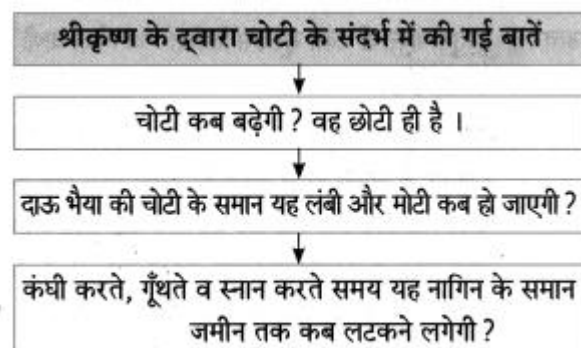 श्रीकृष्ण के द्‌वारा चोटी के संदर्भ में की गई बातें
चोटी कब बढ़ेगी ? वह छोटी ही है ।
दाऊ भैया की चोटी के समान यह लंबी और मोटी कब हो जाएगी ?
कंघी करते, गूँथते व स्नान करते समय यह नागिन के समान
जमीन तक कब लटकने लगेगी ?